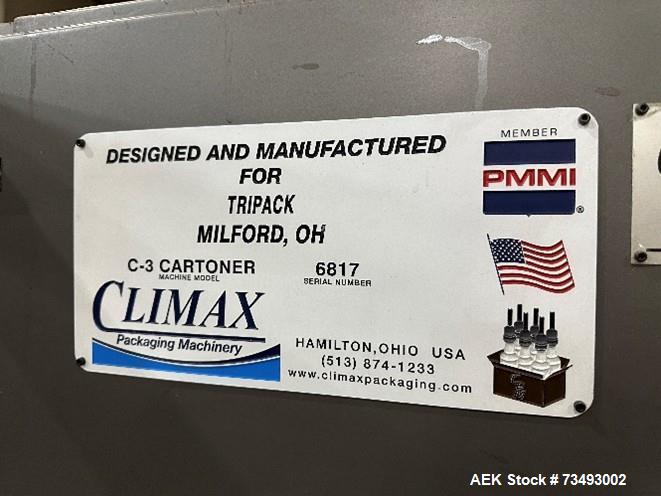 DESIGNED AND MANUFACTURED
FOR
TRIPACK
MILFORD, OH
C-3 CARTONER
MACHINE MODEL
6817
SERIAL NUMBER
CLIMAX
Packaging Machinery
HAMILTON,OHIO USA
(513) 874-1233
www.climaxpackaging.com
MEMBER
PMMI
®
AEK Stock # 73493002